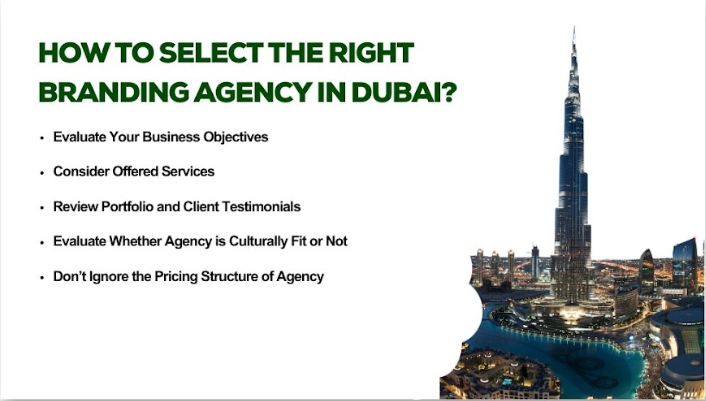 HOW TO SELECT THE RIGHT
BRANDING AGENCY IN DUBAI?
• Evaluate Your Business Objectives
• Consider Offered Services
• Review Portfolio and Client Testimonials
• Evaluate Whether Agency is Culturally Fit or Not
• Don't Ignore the Pricing Structure of Agency